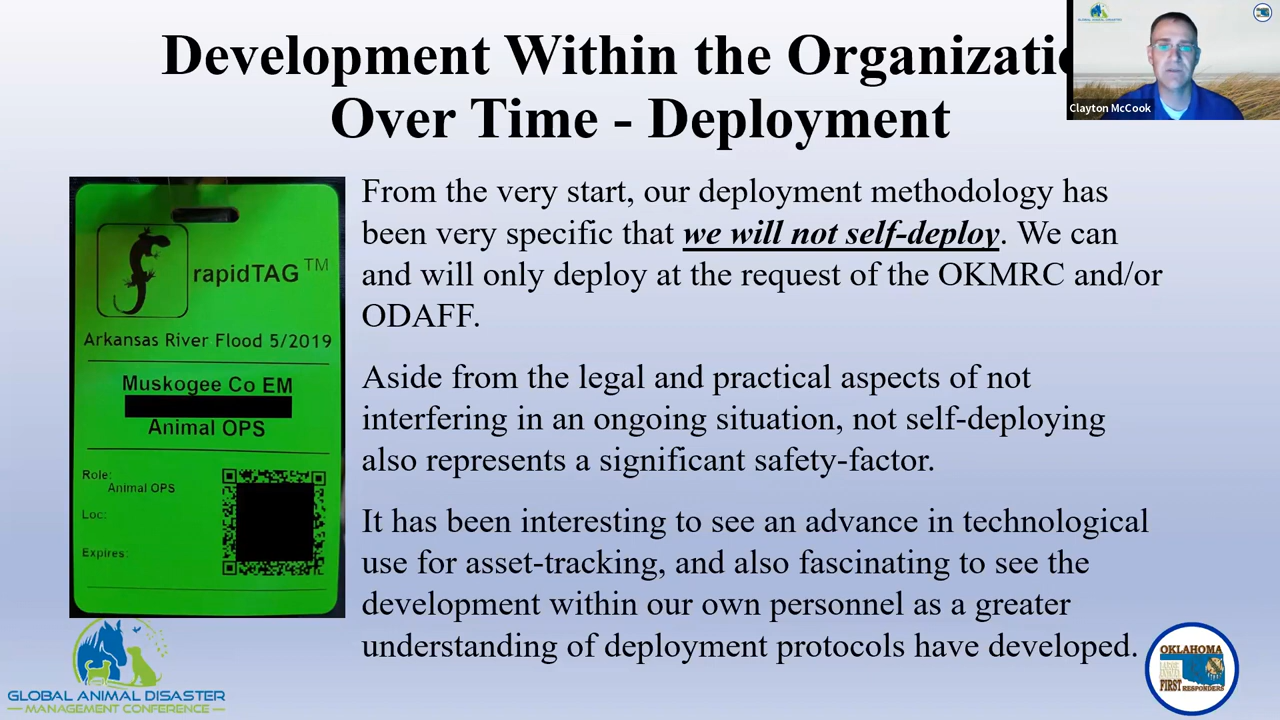 Development Within the Organizatio
Over Time - Deployment
Clayton McCook
rapidTAG™
Arkansas River Flood 5/2019
Muskogee Co EM
Animal OPS
Role:
Animal OPS
Loc:
Expires:
From the very start, our deployment methodology has
been very specific that we will not self-deploy. We can
and will only deploy at the request of the OKMRC and/or
ODAFF.
Aside from the legal and practical aspects of not
interfering in an ongoing situation, not self-deploying
also represents a significant safety-factor.
It has been interesting to see an advance in technological
use for asset-tracking, and also fascinating to see the
development within our own personnel as a greater
understanding of deployment protocols have developed.
GLOBAL ANIMAL DISASTER
MANAGEMENT CONFERENCE
OKLAHOMA
LARGE ANIMAL
FIRST RESPONDERS